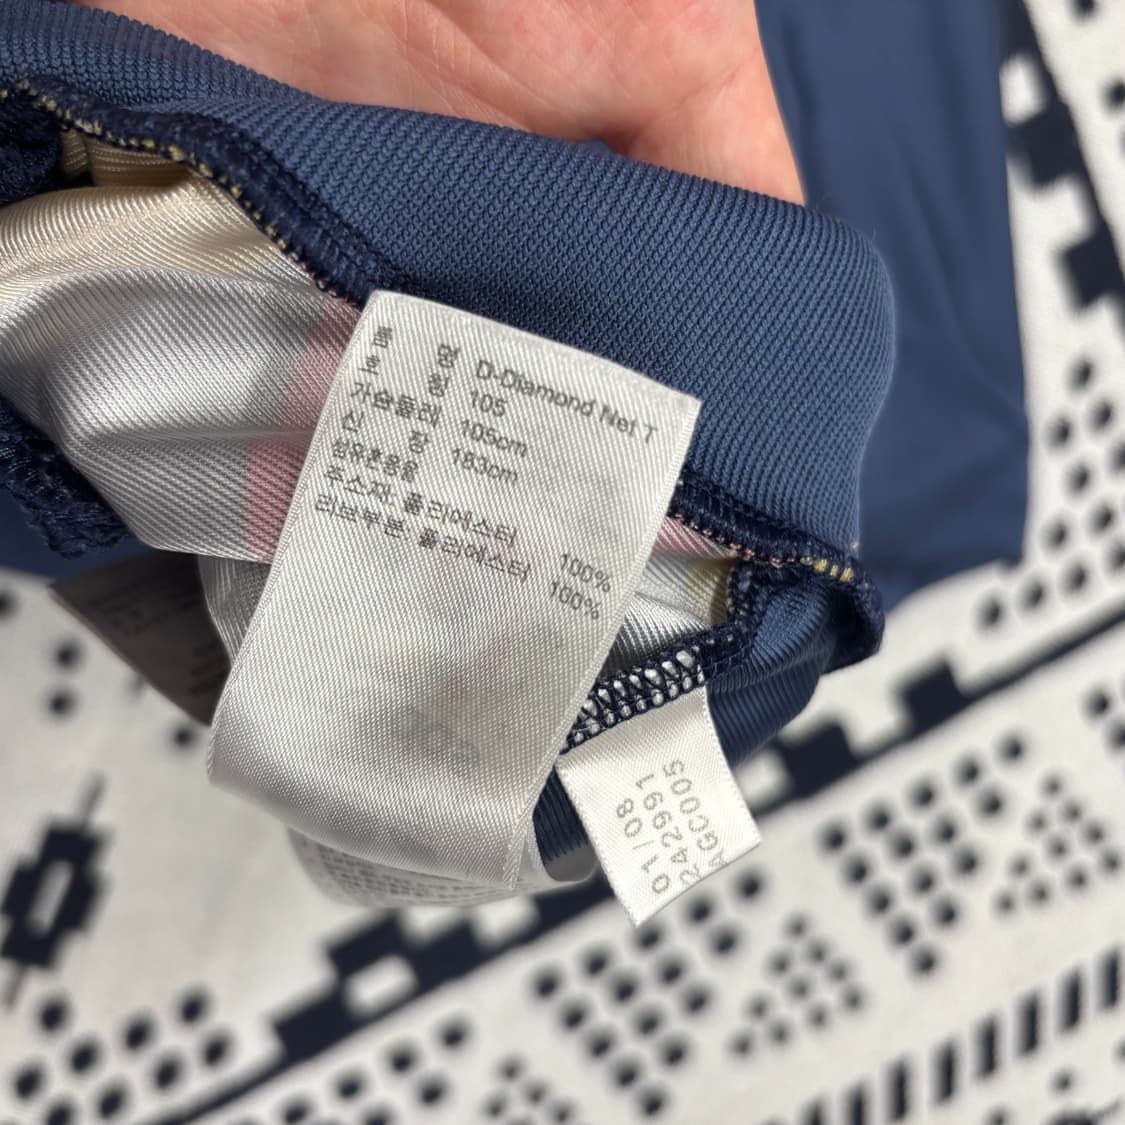 품 명 D-Diamond Net T
호 칭 105
가슴둘레 105cm
신 장 183cm
섬유혼용율
주소재: 폴리에스터 100%
리브부분: 폴리에스터 100%
01/08
242991
AGC005